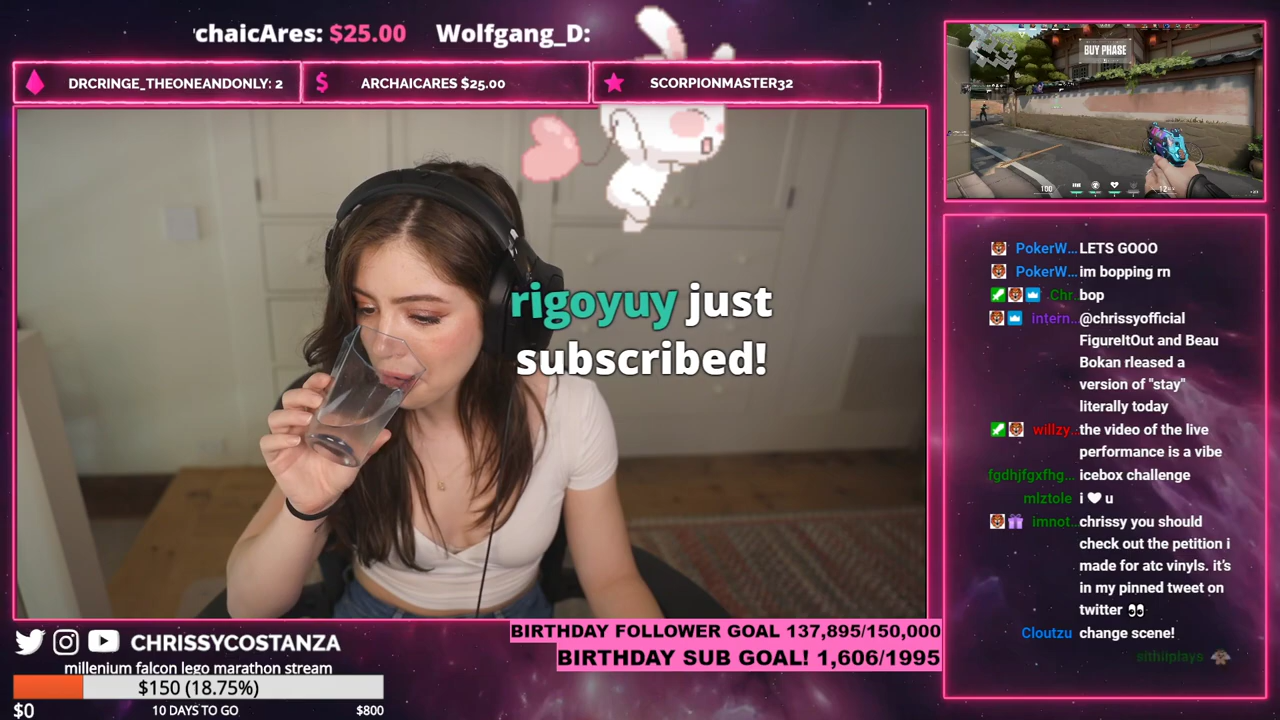 'chaicAres: $25.00 Wolfgang_D:
DRCRINGE_THEONEANDONLY: 2
ARCHAICARES $25.00
SCORPIONMASTER32
rigoyuy just
subscribed!
CHRISSYCOSTANZA
millenium falcon lego marathon stream
$150 (18.75%)
$0 10 DAYS TO GO $800
BIRTHDAY FOLLOWER GOAL 137,895/150,000
BIRTHDAY SUB GOAL! 1,606/1995
BUY PHASE
100
12
PokerW... LETS GOOO
PokerW... im bopping rn
Chr. bop
intern.. @chrissyofficial
FigureItOut and Beau
Bokan rleased a
version of "stay"
literally today
willzy.. the video of the live
performance is a vibe
fgdhjfgxfhg... icebox challenge
mlztole i ❤ u
imnot.. chrissy you should
check out the petition i
made for atc vinyls. it's
in my pinned tweet on
twitter 👀
Cloutzu change scene!